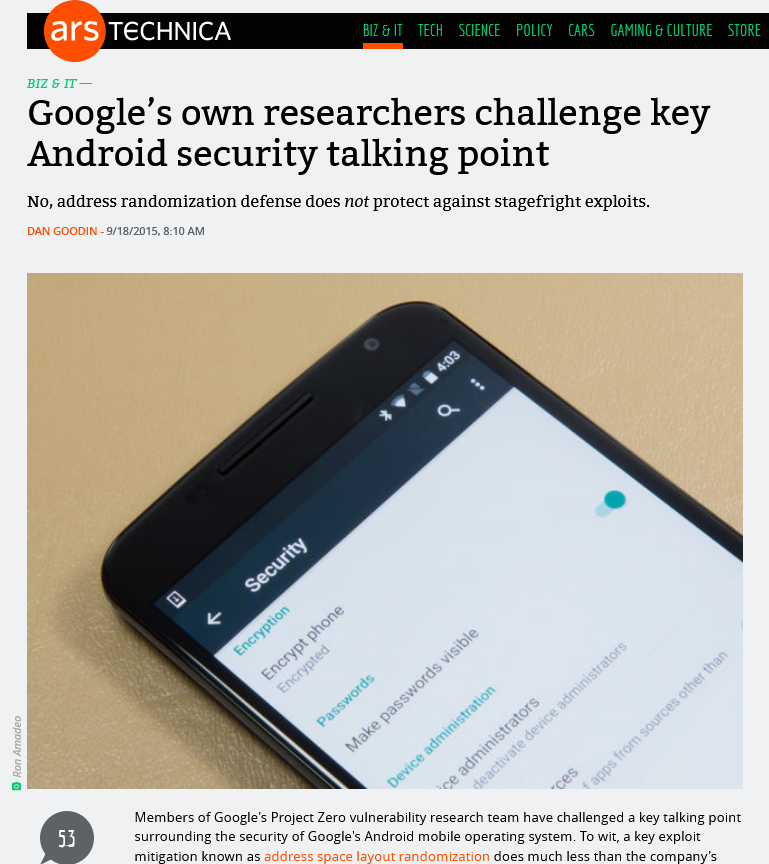 ars TECHNICA
BIZ & IT TECH SCIENCE POLICY CARS GAMING & CULTURE STORE
BIZ & IT —
Google’s own researchers challenge key
Android security talking point
No, address randomization defense does not protect against stagefright exploits.
DAN GOODIN - 9/18/2015, 8:10 AM
4:03
Security
Encryption
Encrypt phone
Encrypted
Passwords
Make passwords visible
Device administration
administrators
deactivate device administrators
apps from sources other than
Ron Amadeo
53
Members of Google’s Project Zero vulnerability research team have challenged a key talking point
surrounding the security of Google's Android mobile operating system. To wit, a key exploit
mitigation known as address space layout randomization does much less than the company’s